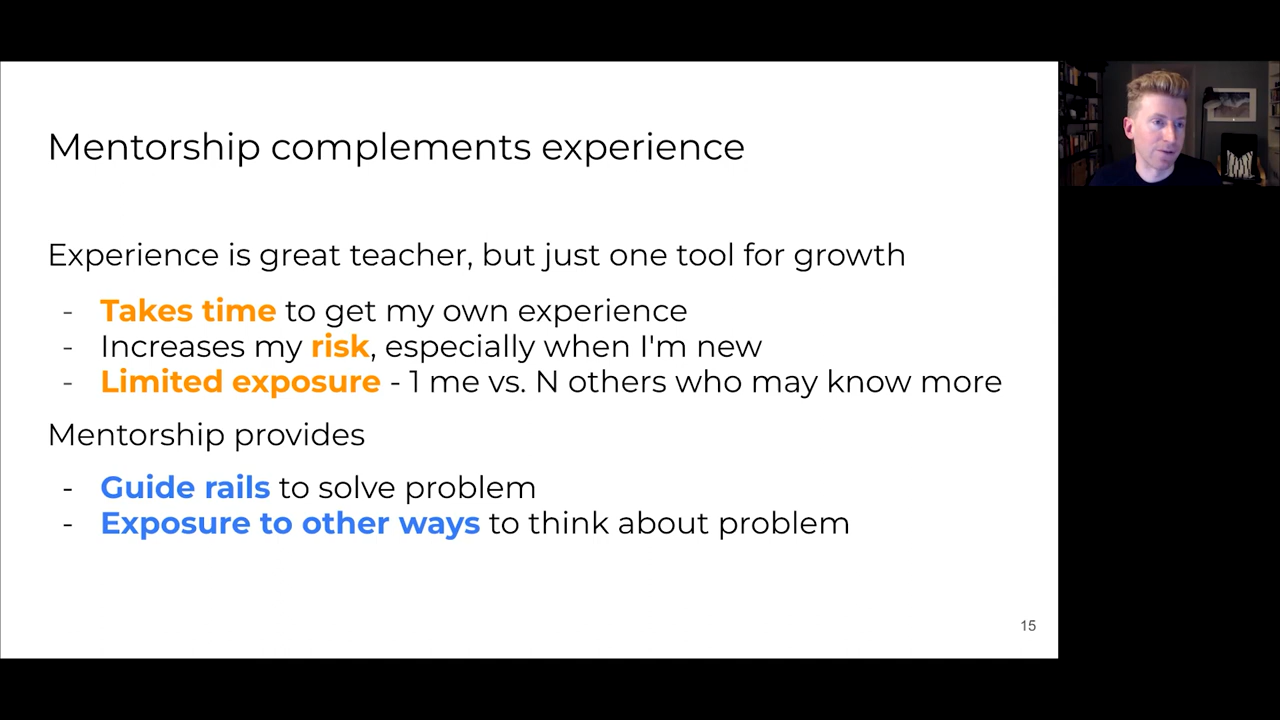 Mentorship complements experience
Experience is great teacher, but just one tool for growth
- Takes time to get my own experience
- Increases my risk, especially when I'm new
- Limited exposure - 1 me vs. N others who may know more
Mentorship provides
- Guide rails to solve problem
- Exposure to other ways to think about problem
15